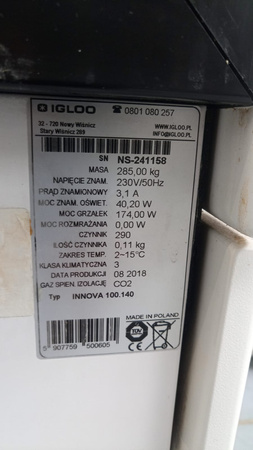 IGLOO ☎ 0801 080 257
32 - 720 Nowy Wiśnicz WWW.IGLOO.PL
Stary Wiśnicz 289 INFO@IGLOO.PL
SN NS-241158
MASA 285,00 kg
NAPIĘCIE ZNAM. 230V/50Hz
PRĄD ZNAMIONOWY 3,1 A
MOC ZNAM. OŚWIET. 40,20 W
MOC GRZAŁEK 174,00 W
MOC ROZMRAŻANIA 0,00 W
CZYNNIK 290
ILOŚĆ CZYNNIKA 0,11 kg
ZAKRES TEMP. 2~15°C
KLASA KLIMATYCZNA 3
DATA PRODUKCJI 08 2018
GAZ SPIEN. IZOLACJĘ CO2
Typ INNOVA 100.140
MADE IN POLAND
5 907759 500605